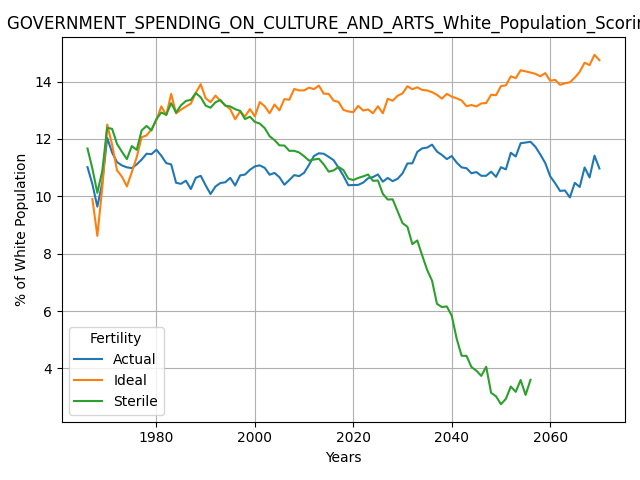 GOVERNMENT_SPENDING_ON_CULTURE_AND_ARTS_White_Population_Scorin
% of White Population
14
12
10
8
6
4
Fertility
Actual
Ideal
Sterile
1980 2000 2020 2040 2060
Years